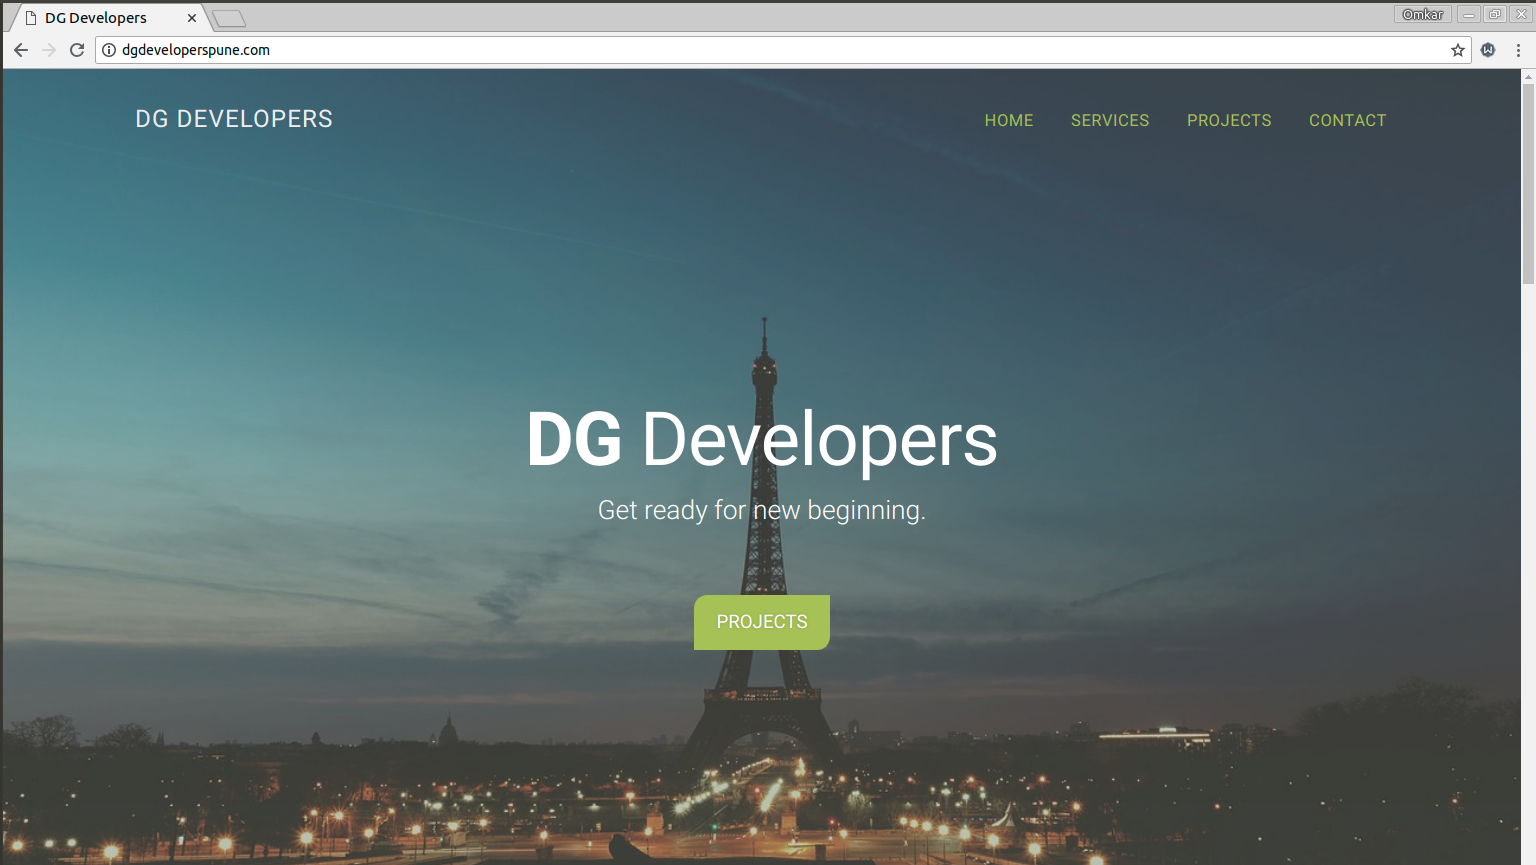 DG Developers
Omkar
dgdeveloperspune.com
DG DEVELOPERS
HOME SERVICES PROJECTS CONTACT
DG Developers
Get ready for new beginning.
PROJECTS